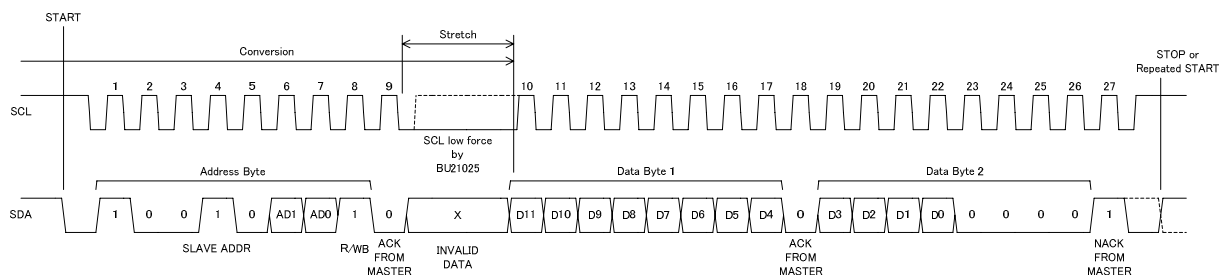 START
Stretch
Conversion
STOP or
Repeated START
1 2 3 4 5 6 7 8 9 10 11 12 13 14 15 16 17 18 19 20 21 22 23 24 25 26 27
SCL
SCL low force
by
BU21025
Address Byte
Data Byte 1
Data Byte 2
SDA
1 0 0 1 0 AD1 AD0 1 0 X D11 D10 D9 D8 D7 D6 D5 D4 0 D3 D2 D1 D0 0 0 0 0 1
SLAVE ADDR
R/WB
ACK
FROM
MASTER
INVALID
DATA
ACK
FROM
MASTER
NACK
FROM
MASTER